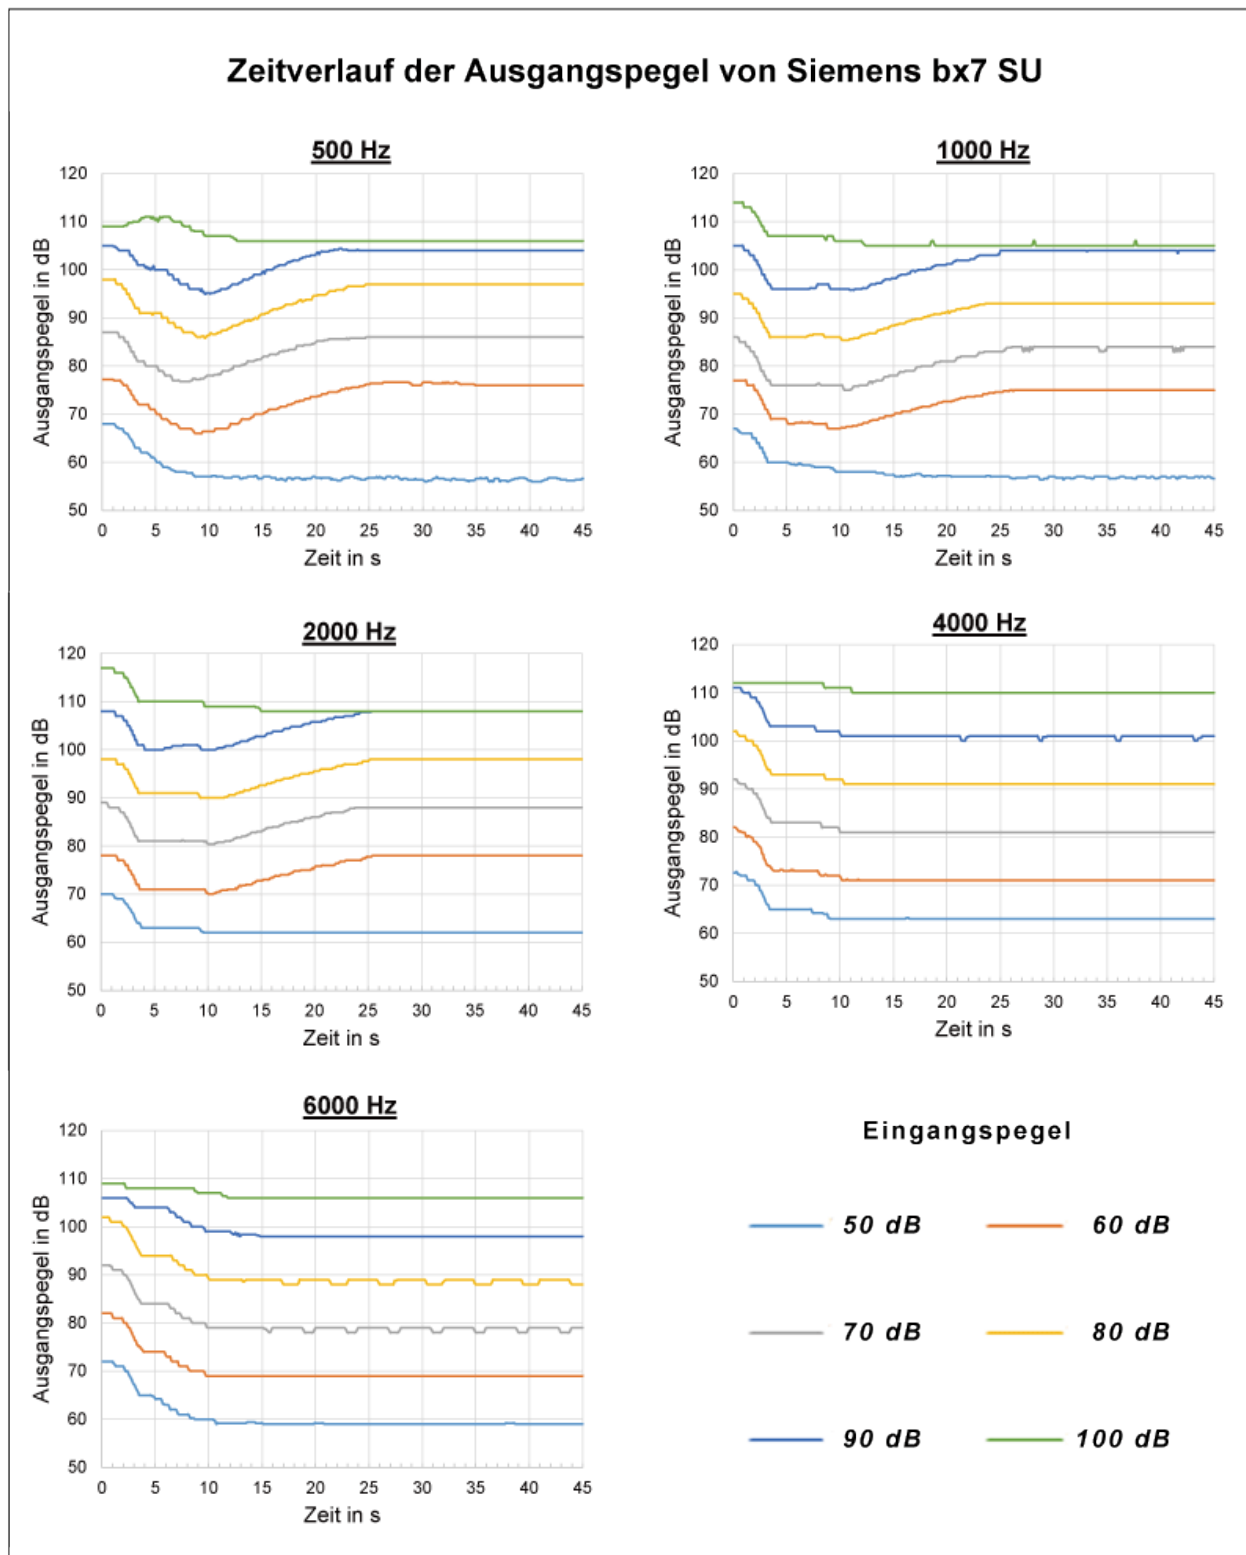 Zeitverlauf der Ausgangspegel von Siemens bx7 SU
500 Hz
120
110
100
90
80
70
60
50
Ausgangspegel in dB
0 5 10 15 20 25 30 35 40 45
Zeit in s
1000 Hz
120
110
100
90
80
70
60
50
Ausgangspegel in dB
0 5 10 15 20 25 30 35 40 45
Zeit in s
2000 Hz
120
110
100
90
80
70
60
50
Ausgangspegel in dB
0 5 10 15 20 25 30 35 40 45
Zeit in s
4000 Hz
120
110
100
90
80
70
60
50
Ausgangspegel in dB
0 5 10 15 20 25 30 35 40 45
Zeit in s
6000 Hz
120
110
100
90
80
70
60
50
Ausgangspegel in dB
0 5 10 15 20 25 30 35 40 45
Zeit in s
Eingangspegel
50 dB 60 dB
70 dB 80 dB
90 dB 100 dB